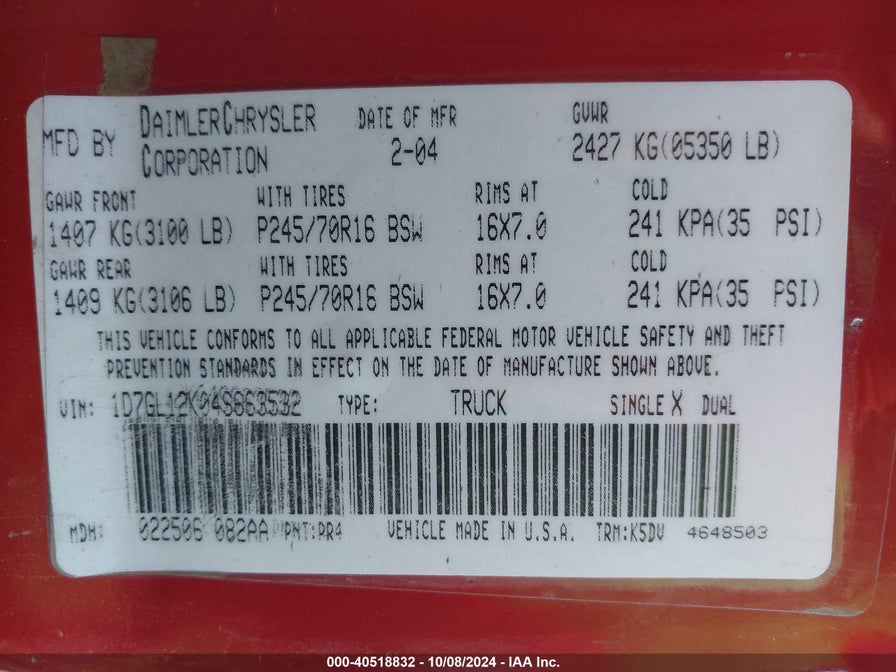 MFD BY DAIMLERCHRYSLER CORPORATION DATE OF MFR 2-04 GVWR 2427 KG(05350 LB)
GAWR FRONT WITH TIRES RIMS AT COLD
1407 KG(3100 LB) P245/70R16 BSW 16X7.0 241 KPA(35 PSI)
GAWR REAR WITH TIRES RIMS AT COLD
1409 KG(3106 LB) P245/70R16 BSW 16X7.0 241 KPA(35 PSI)
THIS VEHICLE CONFORMS TO ALL APPLICABLE FEDERAL MOTOR VEHICLE SAFETY AND THEFT
PREVENTION STANDARDS IN EFFECT ON THE DATE OF MANUFACTURE SHOWN ABOVE.
VIN: 1D7GL12K04S663532 TYPE: TRUCK SINGLE X DUAL
MDH: 022506 082AA PNT:PR4 VEHICLE MADE IN U.S.A. TRM:K5DV 4648503
000-40518832 - 10/08/2024 - IAA Inc.